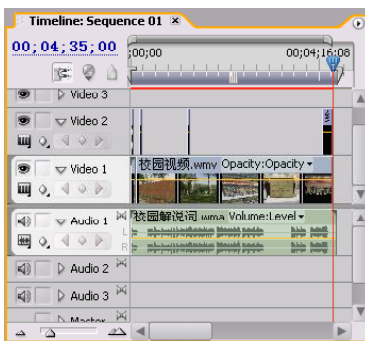 Timeline: Sequence 01 ×
00;04;35;00
;00;00 00;04;16;08
Video 3
Video 2
Video 1
校园视频.wmv Opacity:Opacity
Audio 1
校园解说词.wma Volume:Level
L
R
Audio 2
Audio 3
Master